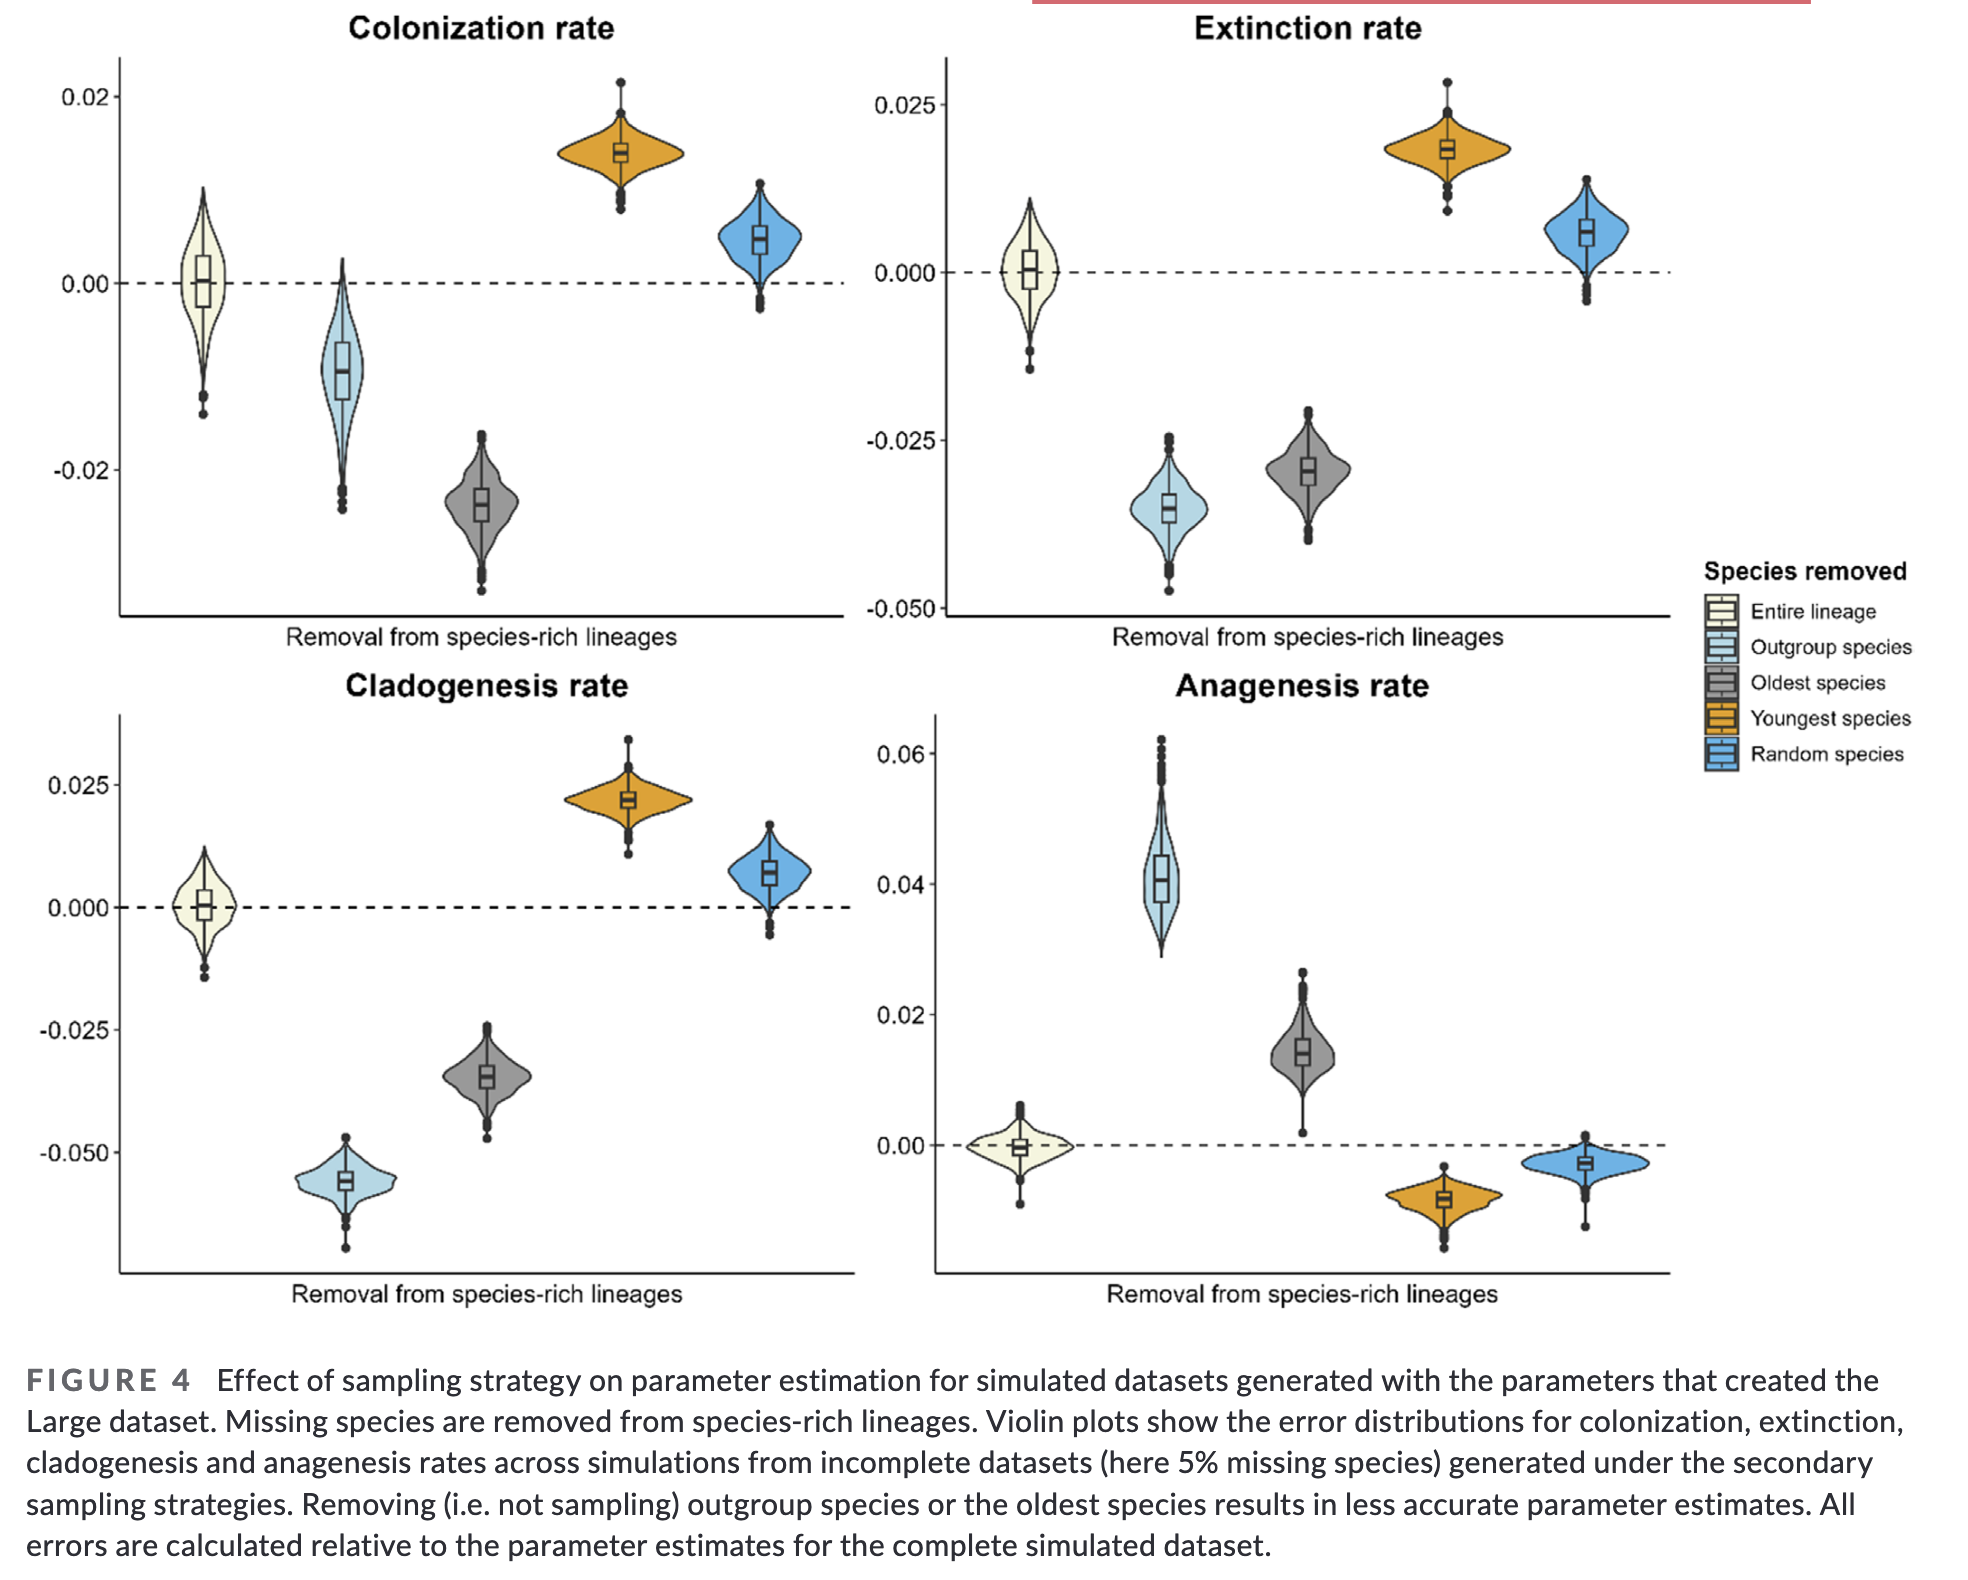 Colonization rate
0.02
0.00
-0.02
Removal from species-rich lineages
Extinction rate
0.025
0.000
-0.025
-0.050
Removal from species-rich lineages
Cladogenesis rate
0.025
0.000
-0.025
-0.050
Removal from species-rich lineages
Anagenesis rate
0.06
0.04
0.02
0.00
Removal from species-rich lineages
Species removed
Entire lineage
Outgroup species
Oldest species
Youngest species
Random species
FIGURE 4 Effect of sampling strategy on parameter estimation for simulated datasets generated with the parameters that created the
Large dataset. Missing species are removed from species-rich lineages. Violin plots show the error distributions for colonization, extinction,
cladogenesis and anagenesis rates across simulations from incomplete datasets (here 5% missing species) generated under the secondary
sampling strategies. Removing (i.e. not sampling) outgroup species or the oldest species results in less accurate parameter estimates. All
errors are calculated relative to the parameter estimates for the complete simulated dataset.